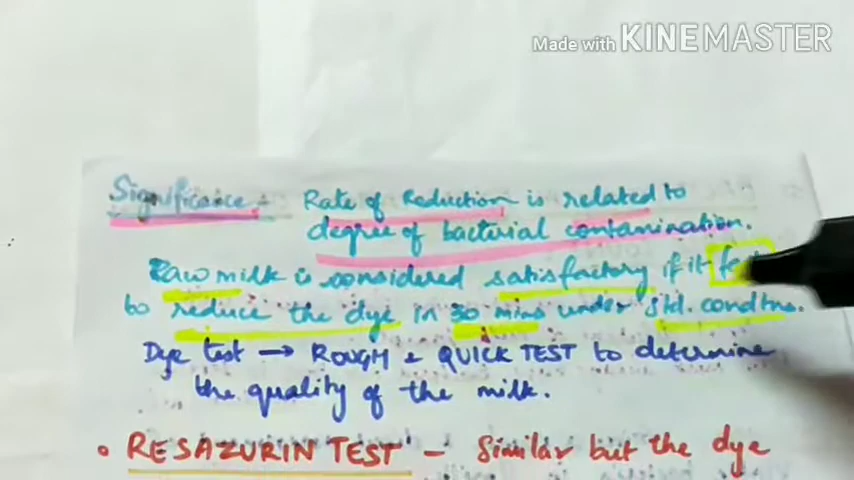 Made with KINEMASTER
Significance - Rate of Reduction is related to
degree of bacterial contamination.
Raw milk is considered satisfactory if it
to reduce the dye in 30 mins under std. condtns.
Dye test → ROUGH & QUICK TEST to determine
the quality of the milk.
• RESAZURIN TEST - Similar but the dye